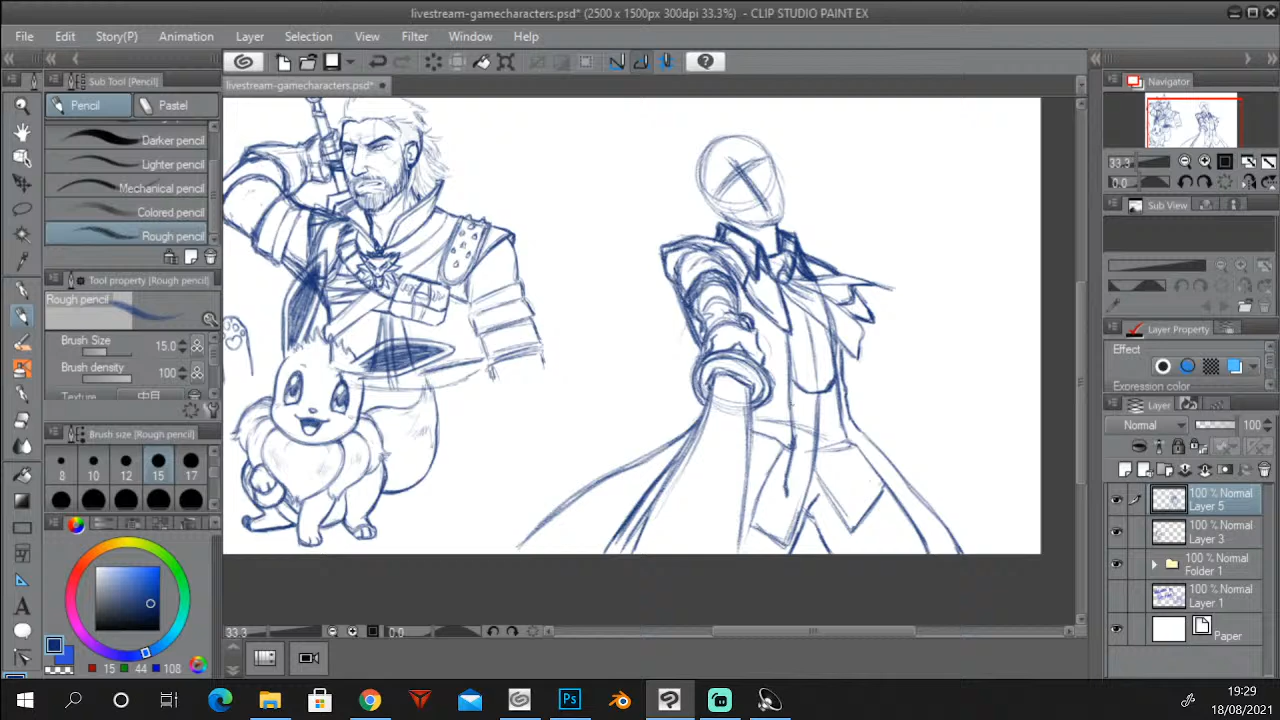 livestream-gamecharacters.psd* (2500 x 1500px 300dpi 33.3%) - CLIP STUDIO PAINT EX
File Edit Story(P) Animation Layer Selection View Filter Window Help
Sub Tool [Pencil]
livestream-gamecharacters.psd*
Navigator
Pencil Pastel
Darker pencil
Lighter pencil
Mechanical pencil
Colored pencil
Rough pencil
33.3
0.0
Sub View
Tool property [Rough pencil]
Rough pencil
Brush Size 15.0
Brush density 100
Texture 中目
Layer Property
Effect
Expression color
Layer
Normal 100
Brush size [Rough pencil]
8 10 12 15 17
100 % Normal
Layer 5
100 % Normal
Layer 3
100 % Normal
Folder 1
100 % Normal
Layer 1
Paper
33.3 0.0
15 44 108
A
Ps
19:29
18/08/2021